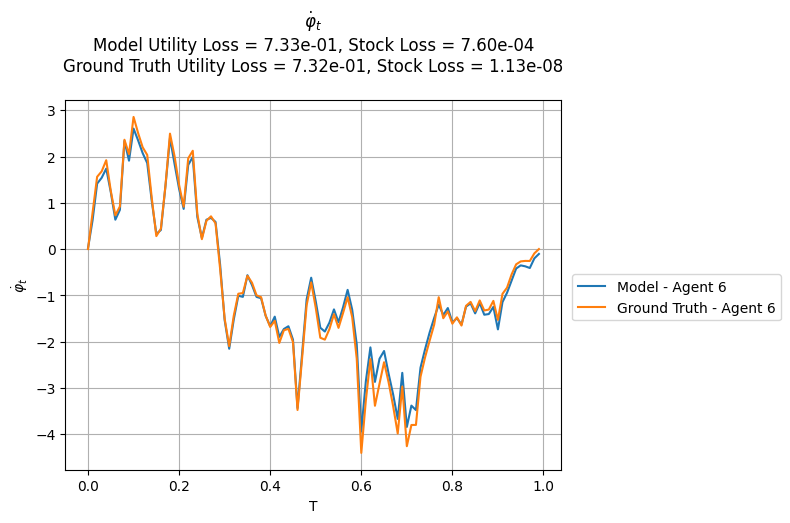 φ̇ₜ
Model Utility Loss = 7.33e-01, Stock Loss = 7.60e-04
Ground Truth Utility Loss = 7.32e-01, Stock Loss = 1.13e-08
3
2
1
0
−1
−2
−3
−4
φ̇ₜ
0.0
0.2
0.4
0.6
0.8
1.0
T
Model - Agent 6
Ground Truth - Agent 6